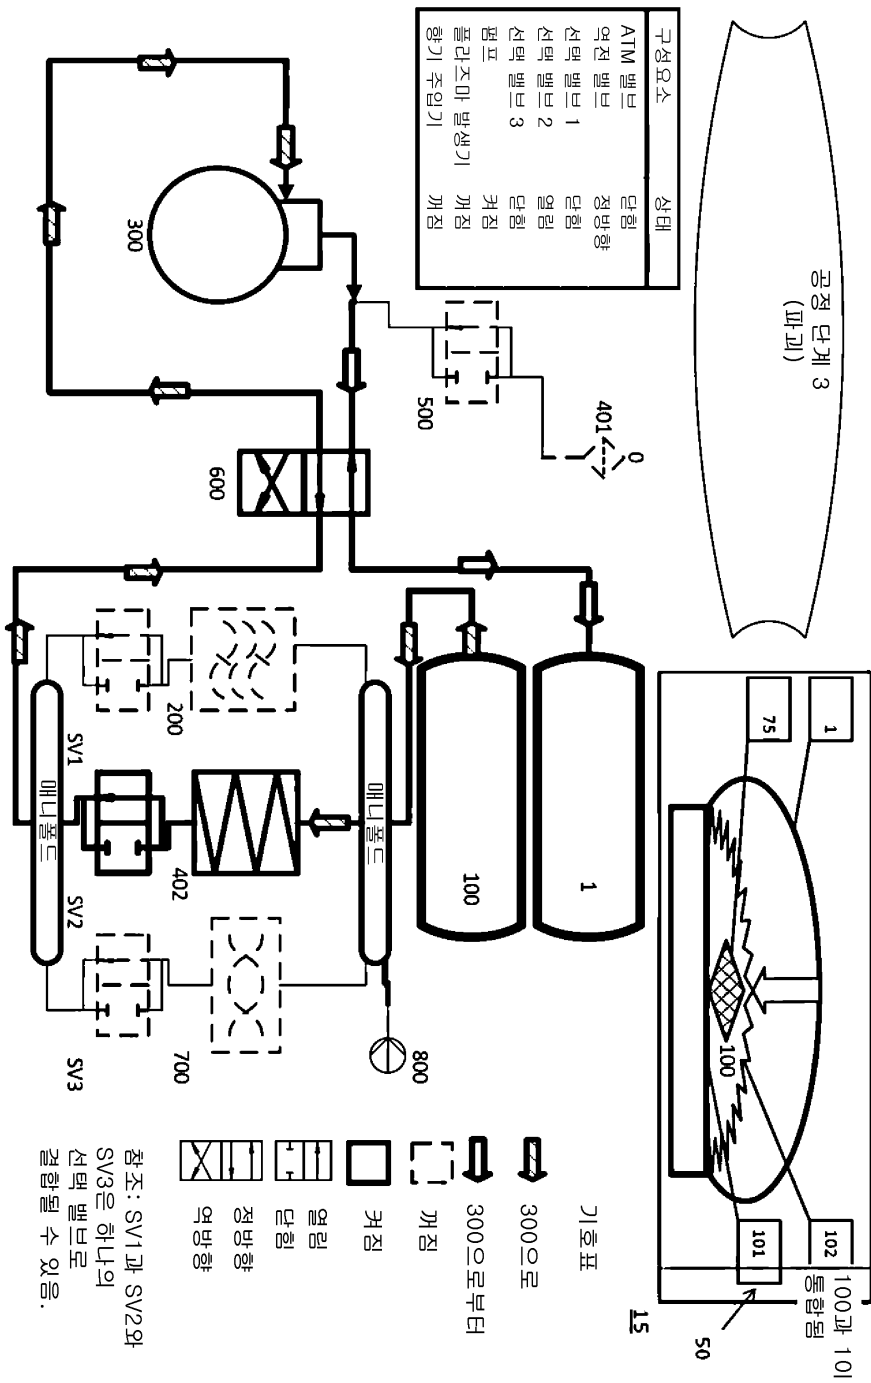 공정 단계 3
(파괴)
구성요소 상태
ATM 밸브 닫힘
역전 밸브 정방향
선택 밸브 1 닫힘
선택 밸브 2 열림
선택 밸브 3 닫힘
펌프 켜짐
플라즈마 발생기 꺼짐
향기 주입기 꺼짐
1
75
100
102
101
100과 101
통합됨
50
15
0
401
500
300
600
1
100
매니폴드
800
200
402
700
SV1
SV2
SV3
매니폴드
기호표
300으로
300으로부터
꺼짐
켜짐
열림
닫힘
정방향
역방향
참조: SV1과 SV2와
SV3은 하나의
선택 밸브로
결합될 수 있음.